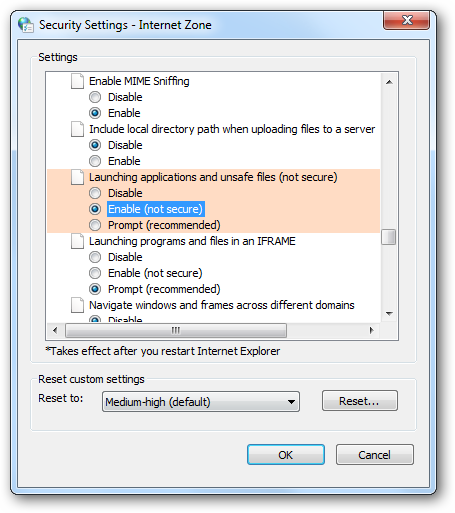 Security Settings - Internet Zone
Settings
Enable MIME Sniffing
Disable
Enable
Include local directory path when uploading files to a server
Disable
Enable
Launching applications and unsafe files (not secure)
Disable
Enable (not secure)
Prompt (recommended)
Launching programs and files in an IFRAME
Disable
Enable (not secure)
Prompt (recommended)
Navigate windows and frames across different domains
Disable
*Takes effect after you restart Internet Explorer
Reset custom settings
Reset to: Medium-high (default) Reset...
OK Cancel